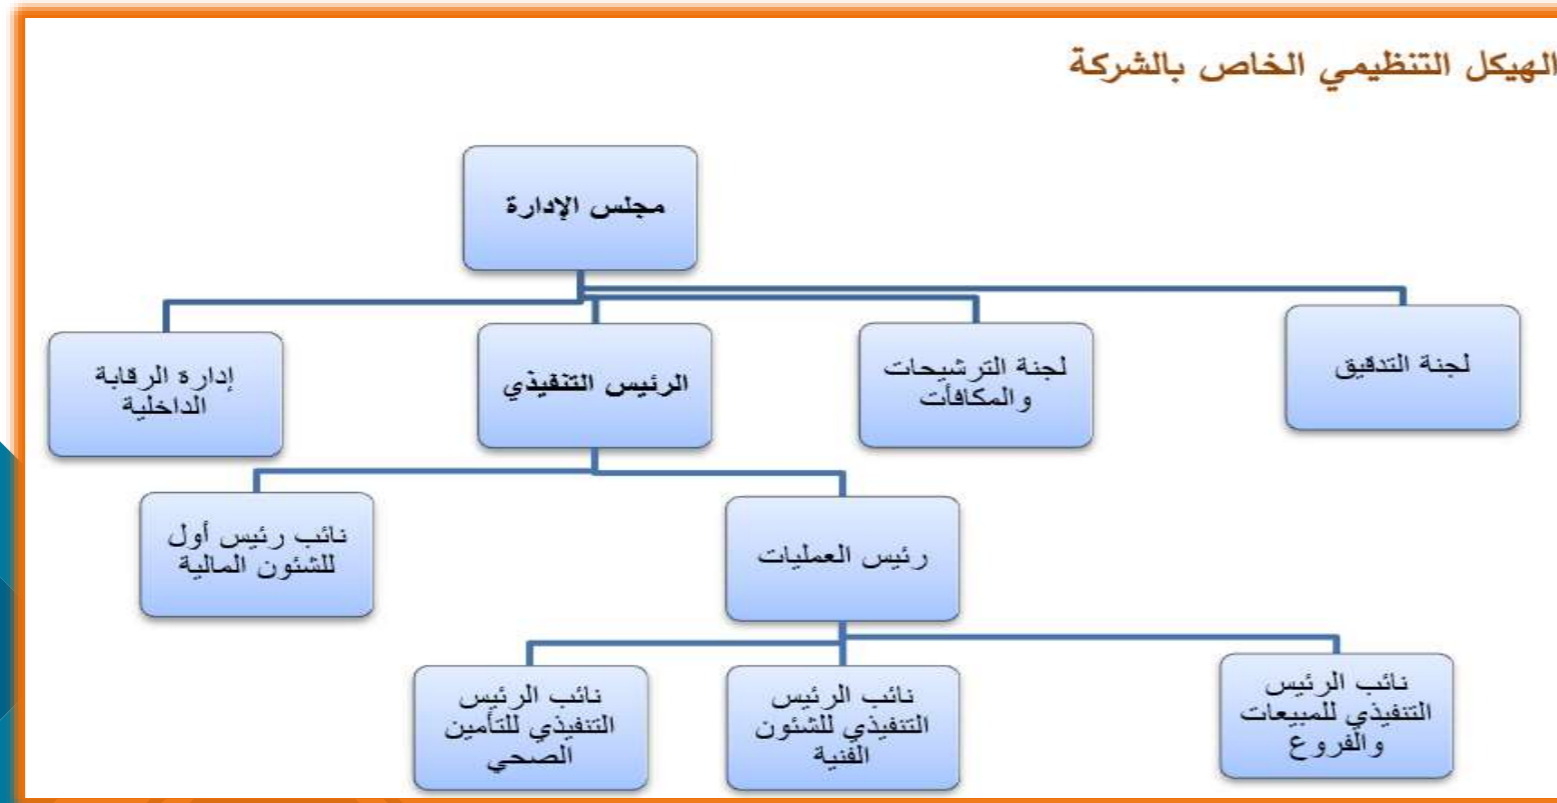 الهيكل التنظيمي الخاص بالشركة
مجلس الإدارة
لجنة التدقيق
لجنة الترشيحات
والمكافأت
الرئيس التنفيذي
إدارة الرقابة
الداخلية
رئيس العمليات
نائب رئيس أول
للشئون المالية
نائب الرئيس
التنفيذي للمبيعات
والفروع
نائب الرئيس
التنفيذي للشئون
الفنية
نائب الرئيس
التنفيذي للتأمين
الصحي